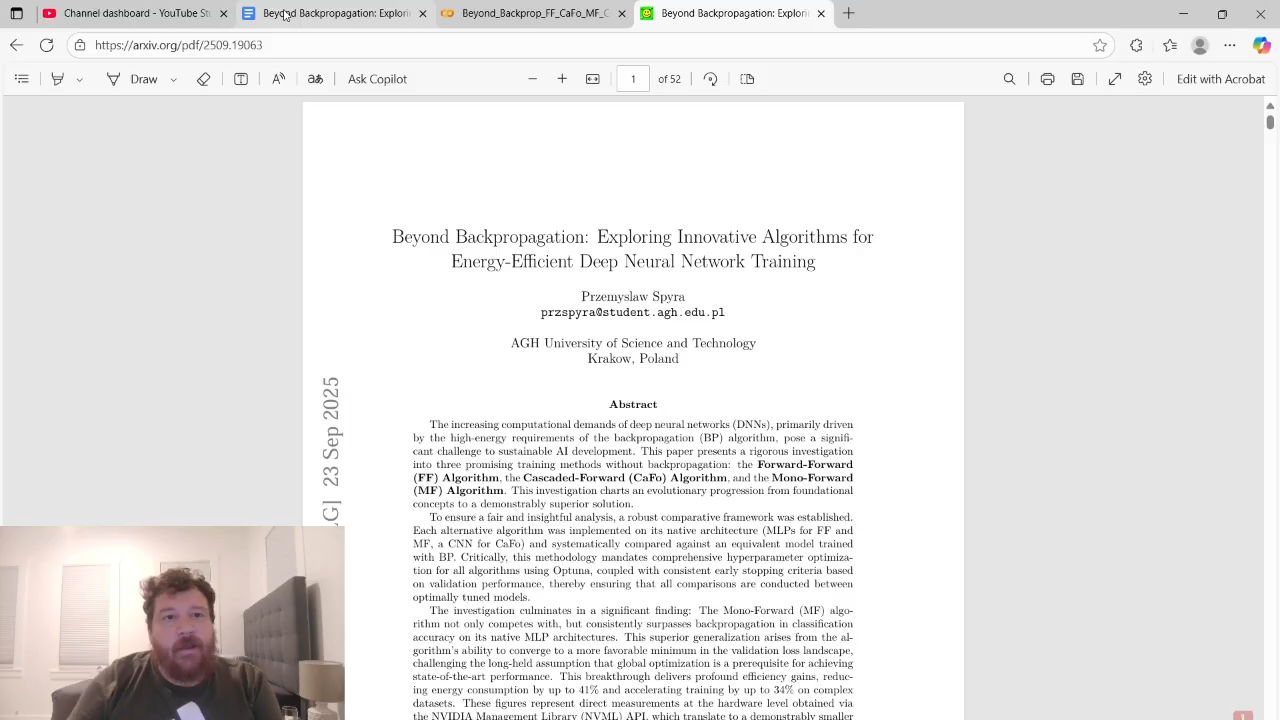 Channel dashboard - YouTube St
Beyond Backpropagation: Explorin
Beyond_Backprop_FF_CaFo_MF_C
Beyond Backpropagation: Explori
https://arxiv.org/pdf/2509.19063
Draw
Ask Copilot
1
of 52
Edit with Acrobat
Beyond Backpropagation: Exploring Innovative Algorithms for
Energy-Efficient Deep Neural Network Training
Przemyslaw Spyra
przspyra@student.agh.edu.pl
AGH University of Science and Technology
Krakow, Poland
Abstract
The increasing computational demands of deep neural networks (DNNs), primarily driven
by the high-energy requirements of the backpropagation (BP) algorithm, pose a signifi-
cant challenge to sustainable AI development. This paper presents a rigorous investigation
into three promising training methods without backpropagation: the Forward-Forward
(FF) Algorithm, the Cascaded-Forward (CaFo) Algorithm, and the Mono-Forward
(MF) Algorithm. This investigation charts an evolutionary progression from foundational
concepts to a demonstrably superior solution.
To ensure a fair and insightful analysis, a robust comparative framework was established.
Each alternative algorithm was implemented on its native architecture (MLPs for FF and
MF, a CNN for CaFo) and systematically compared against an equivalent model trained
with BP. Critically, this methodology mandates comprehensive hyperparameter optimiza-
tion for all algorithms using Optuna, coupled with consistent early stopping criteria based
on validation performance, thereby ensuring that all comparisons are conducted between
optimally tuned models.
The investigation culminates in a significant finding: The Mono-Forward (MF) algo-
rithm not only competes with, but consistently surpasses backpropagation in classification
accuracy on its native MLP architectures. This superior generalization arises from the al-
gorithm's ability to converge to a more favorable minimum in the validation loss landscape,
challenging the long-held assumption that global optimization is a prerequisite for achieving
state-of-the-art performance. This breakthrough delivers profound efficiency gains, reduc-
ing energy consumption by up to 41% and accelerating training by up to 34% on complex
datasets. These figures represent direct measurements at the hardware level obtained via
the NVIDIA Management Library (NVML) API, which translate to a demonstrably smaller
G] 23 Sep 2025